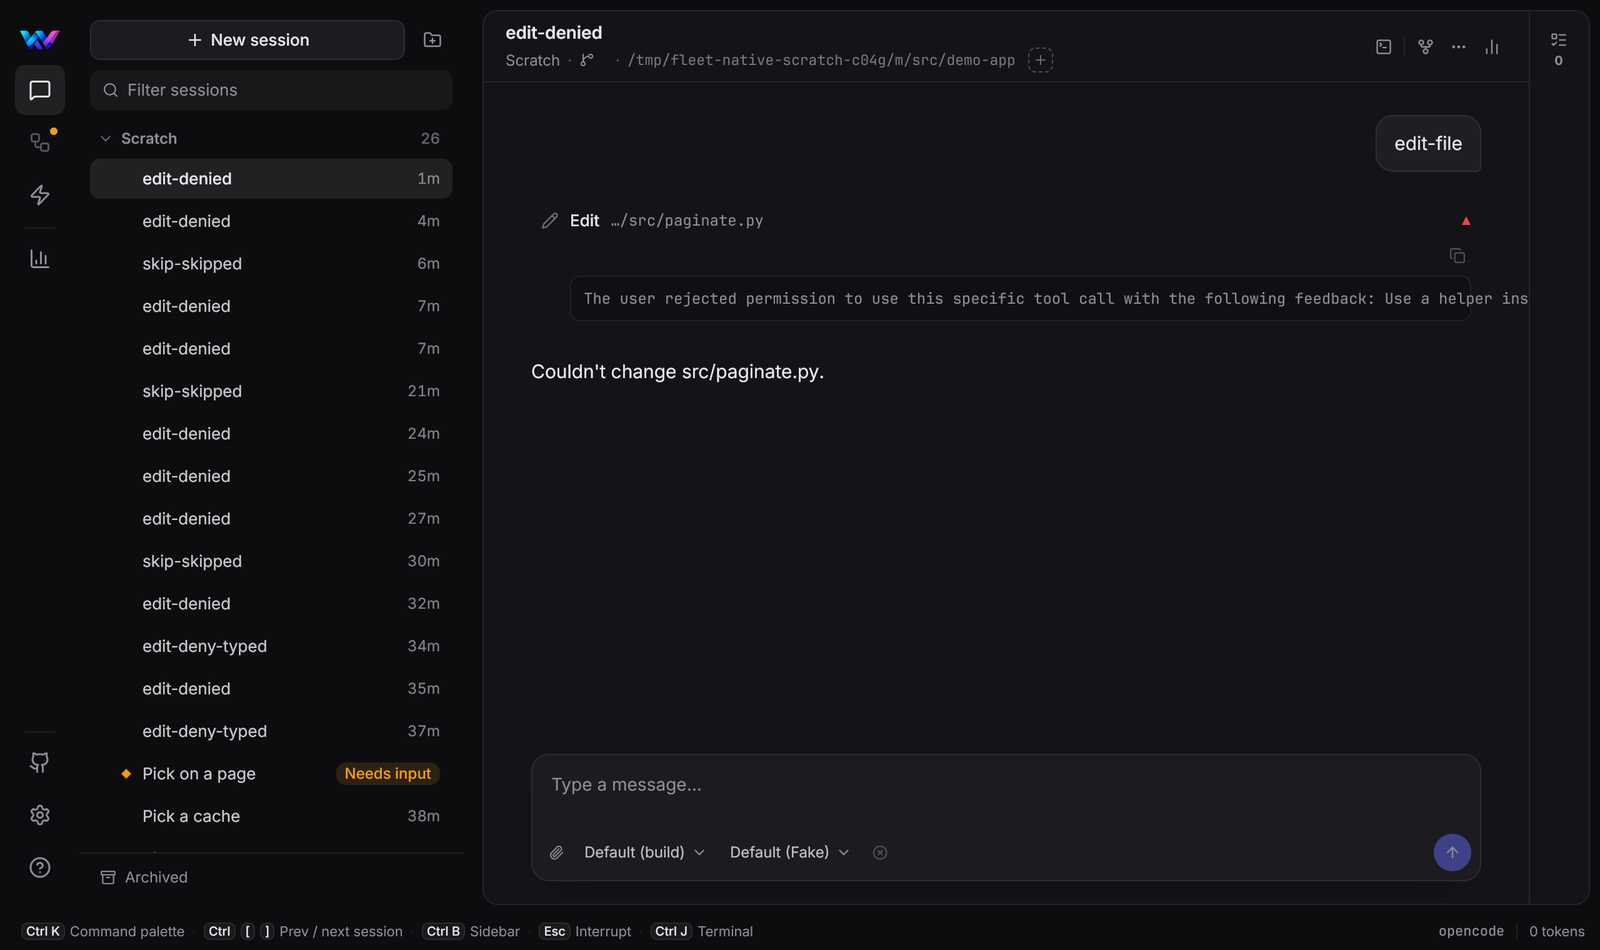 New session
Filter sessions
Scratch 26
edit-denied 1m
edit-denied 4m
skip-skipped 6m
edit-denied 7m
edit-denied 7m
skip-skipped 21m
edit-denied 24m
edit-denied 25m
edit-denied 27m
skip-skipped 30m
edit-denied 32m
edit-deny-typed 34m
edit-denied 35m
edit-deny-typed 37m
Pick on a page Needs input
Pick a cache 38m
Archived
edit-denied
Scratch · · /tmp/fleet-native-scratch-c04g/m/src/demo-app
0
edit-file
Edit …/src/paginate.py
The user rejected permission to use this specific tool call with the following feedback: Use a helper ins
Couldn't change src/paginate.py.
Type a message...
Default (build) Default (Fake)
Ctrl K Command palette · Ctrl [ ] Prev / next session · Ctrl B Sidebar · Esc Interrupt · Ctrl J Terminal
opencode 0 tokens